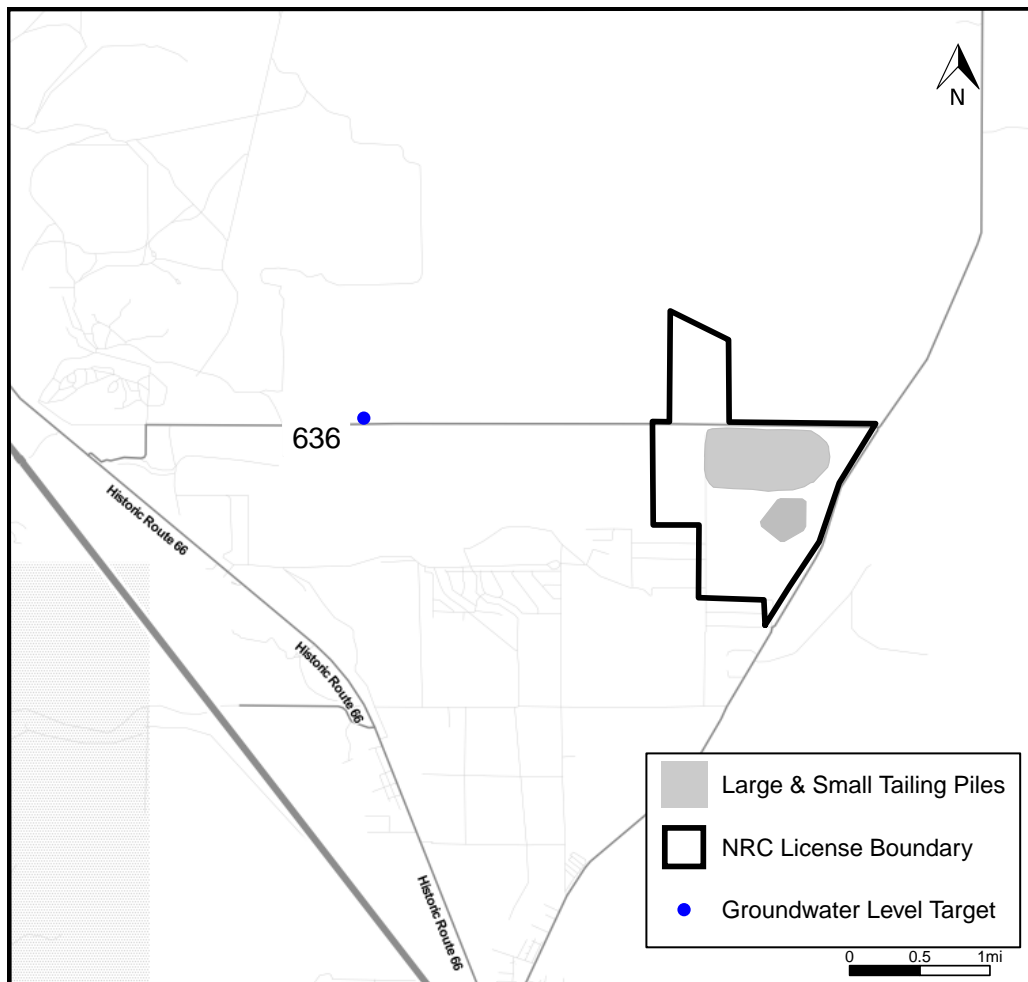 N
636
Historic Route 66
Historic Route 66
Historic Route 66
Large & Small Tailing Piles
NRC License Boundary
Groundwater Level Target
0 0.5 1mi